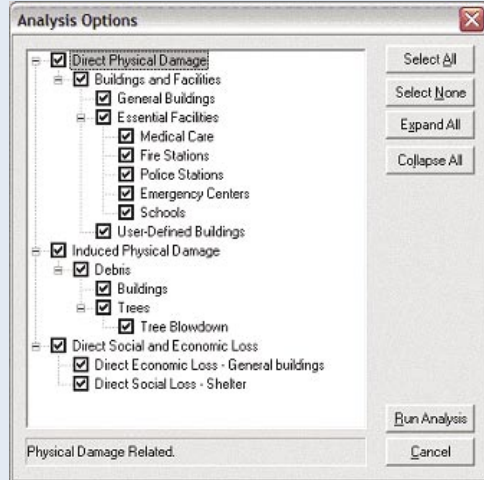 Analysis Options
Direct Physical Damage
Buildings and Facilities
General Buildings
Essential Facilities
Medical Care
Fire Stations
Police Stations
Emergency Centers
Schools
User-Defined Buildings
Induced Physical Damage
Debris
Buildings
Trees
Tree Blowdown
Direct Social and Economic Loss
Direct Economic Loss - General buildings
Direct Social Loss - Shelter
Physical Damage Related.
Select All
Select None
Expand All
Collapse All
Run Analysis
Cancel